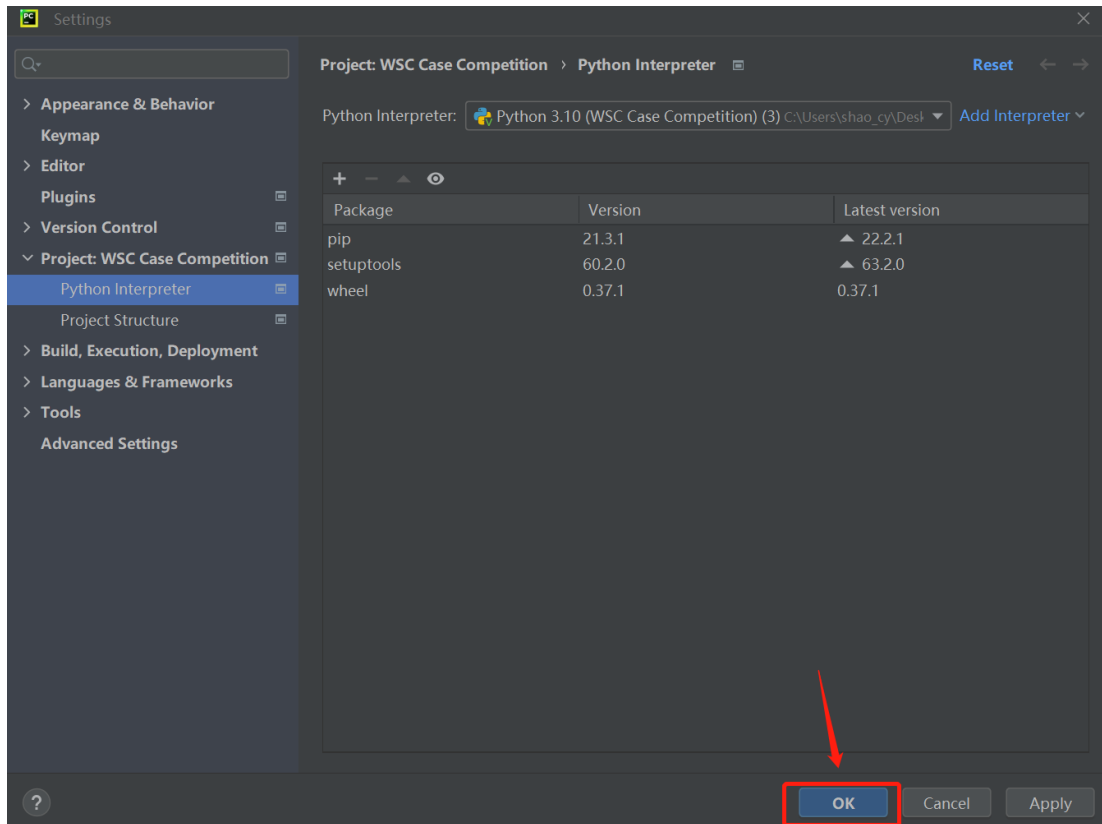 PC
Settings
Project: WSC Case Competition › Python Interpreter
Reset
Appearance & Behavior
Keymap
Editor
Plugins
Version Control
Project: WSC Case Competition
Python Interpreter
Project Structure
Build, Execution, Deployment
Languages & Frameworks
Tools
Advanced Settings
Python Interpreter: Python 3.10 (WSC Case Competition) (3) C:\Users\shao_cy\Desk Add Interpreter
Package Version Latest version
pip 21.3.1 22.2.1
setuptools 60.2.0 63.2.0
wheel 0.37.1 0.37.1
? OK Cancel Apply